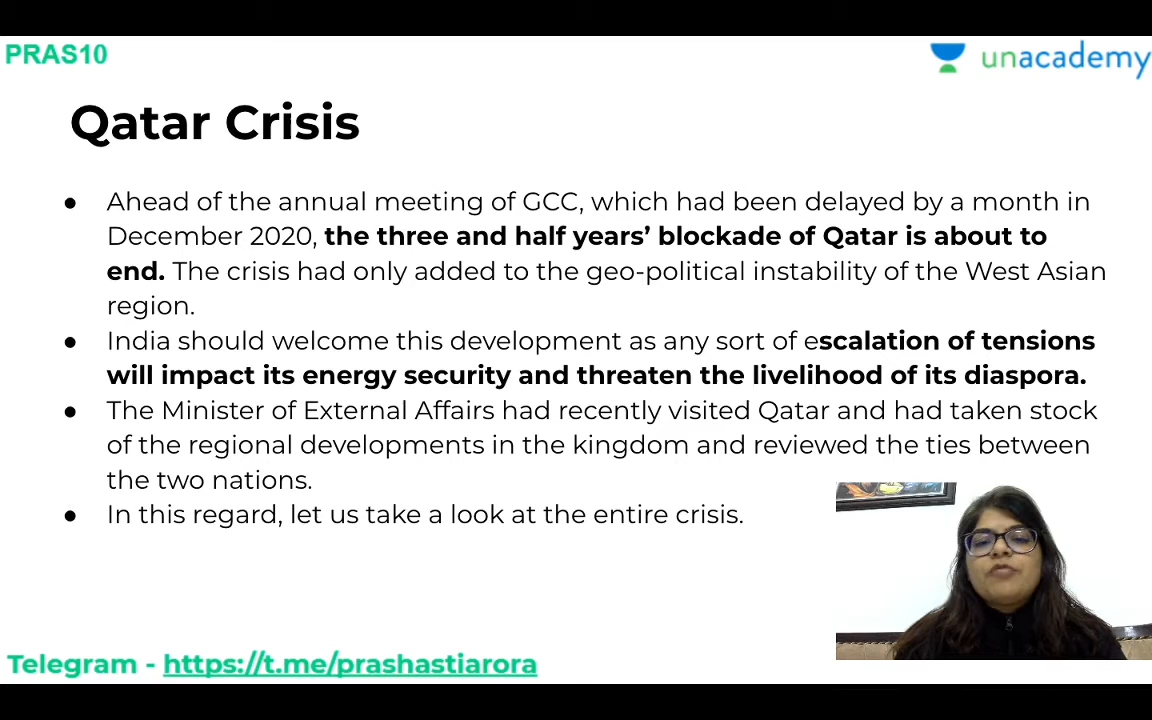 PRAS10
unacademy
Qatar Crisis
● Ahead of the annual meeting of GCC, which had been delayed by a month in
December 2020, the three and half years’ blockade of Qatar is about to
end. The crisis had only added to the geo-political instability of the West Asian
region.
● India should welcome this development as any sort of escalation of tensions
will impact its energy security and threaten the livelihood of its diaspora.
● The Minister of External Affairs had recently visited Qatar and had taken stock
of the regional developments in the kingdom and reviewed the ties between
the two nations.
● In this regard, let us take a look at the entire crisis.
Telegram - https://t.me/prashastiarora